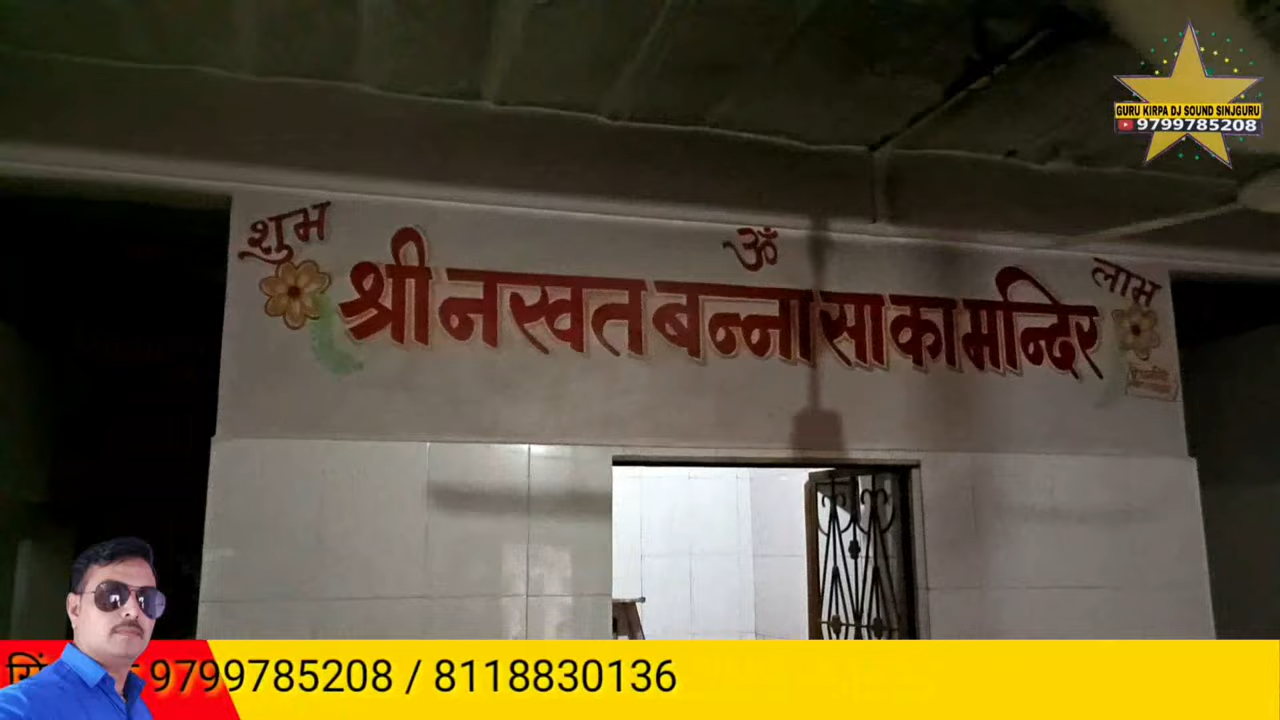 GURU KIRPA DJ SOUND SINJGURU
9799785208
शुभ
ॐ
लाभ
श्री नखत बन्ना सा का मन्दिर
9799785208 / 8118830136